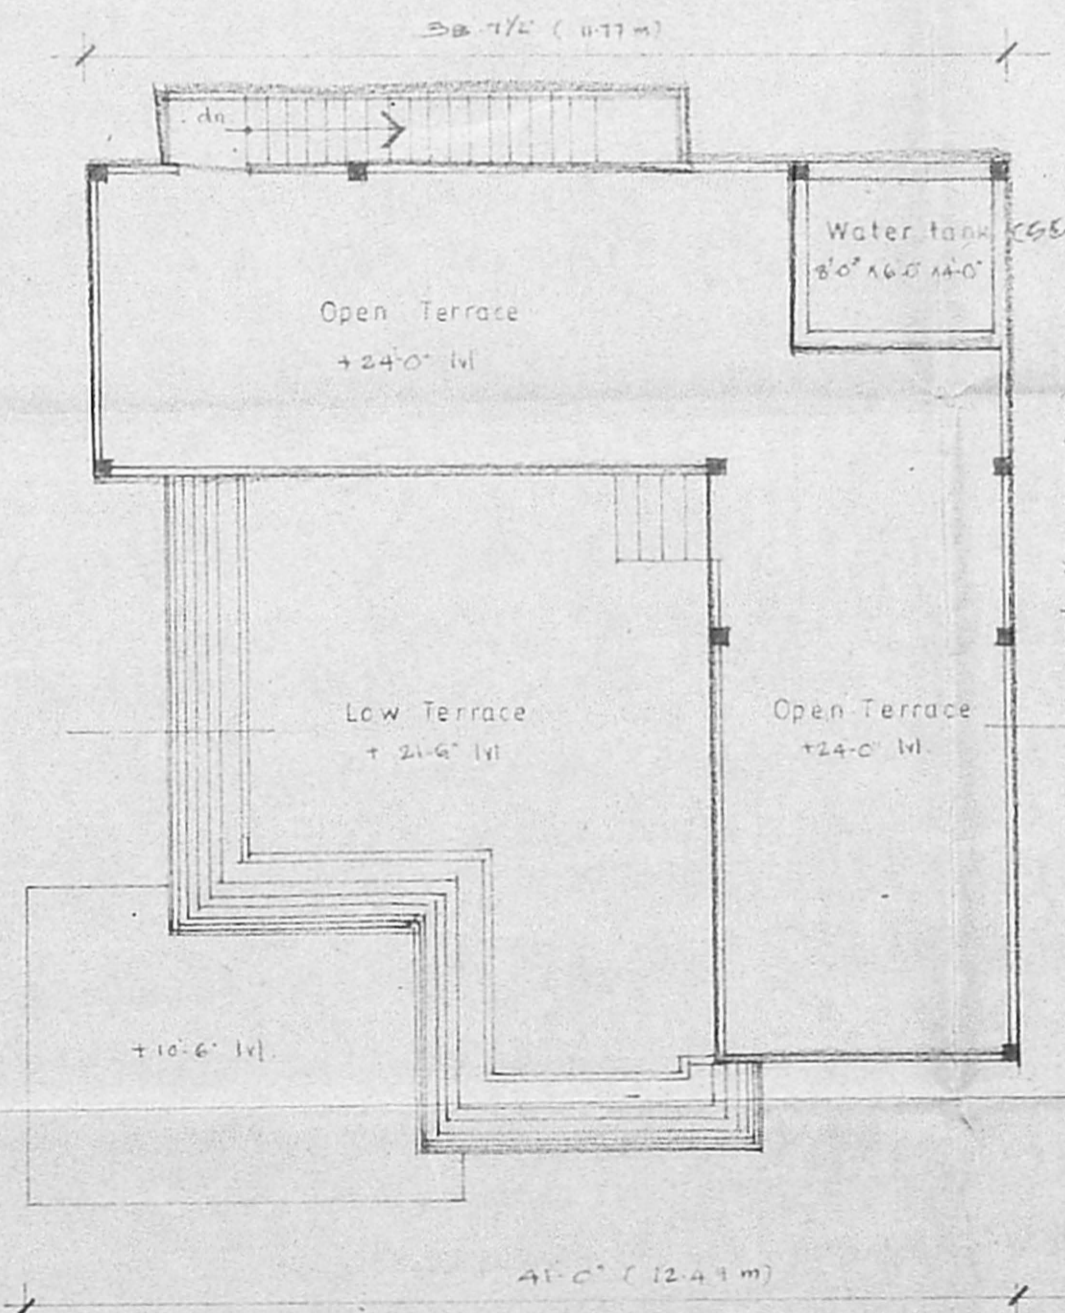 38'-7½" (11.77 m)
dn
Water tank (SE
8'-0" x 6'-0" x 4'-0"
Open Terrace
+24'-0" lvl
Low Terrace
+ 21'-6" lvl
Open Terrace
+24'-0" lvl.
+10'-6" lvl.
41'-0" (12.49 m)